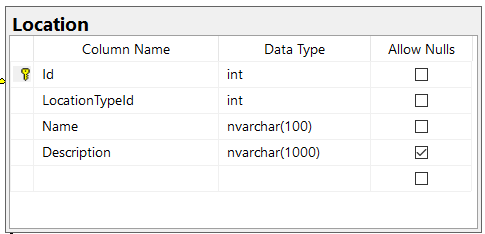 Location
Column Name Data Type Allow Nulls
Id int
LocationTypeId int
Name nvarchar(100)
Description nvarchar(1000)